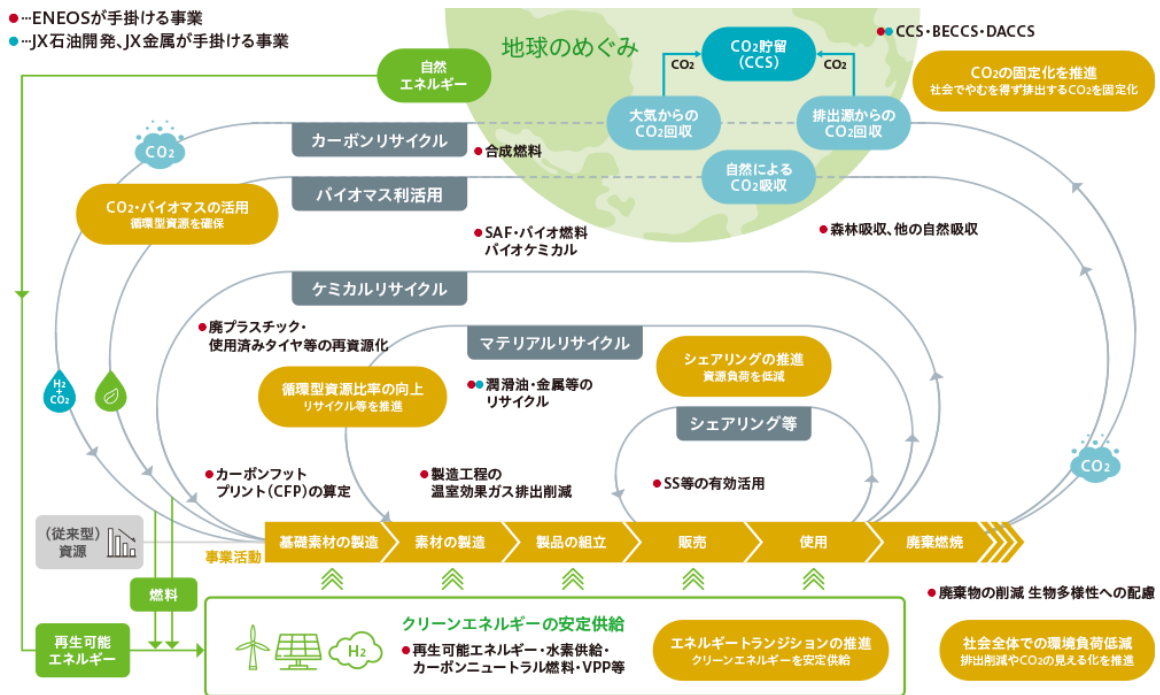 ●…ENEOSが手掛ける事業
●…JX石油開発、JX金属が手掛ける事業
地球のめぐみ
自然
エネルギー
CO₂貯留
(CCS)
CO₂
CO₂
●●CCS・BECCS・DACCS
CO₂の固定化を推進
社会でやむを得ず排出するCO₂を固定化
大気からの
CO₂回収
排出源からの
CO₂回収
CO₂
カーボンリサイクル
●合成燃料
自然による
CO₂吸収
バイオマス利活用
CO₂・バイオマスの活用
循環型資源を確保
●SAF・バイオ燃料
バイオケミカル
●森林吸収、他の自然吸収
ケミカルリサイクル
●廃プラスチック・
使用済みタイヤ等の再資源化
マテリアルリサイクル
シェアリングの推進
資源負荷を低減
H₂
+
CO₂
循環型資源比率の向上
リサイクル等を推進
●●潤滑油・金属等の
リサイクル
シェアリング等
CO₂
●カーボンフット
プリント(CFP)の算定
●製造工程の
温室効果ガス排出削減
●SS等の有効活用
(従来型)
資源
事業活動
基礎素材の製造
素材の製造
製品の組立
販売
使用
廃棄燃焼
燃料
●廃棄物の削減 生物多様性への配慮
再生可能
エネルギー
H₂
クリーンエネルギーの安定供給
●再生可能エネルギー・水素供給・
カーボンニュートラル燃料・VPP等
エネルギートランジションの推進
クリーンエネルギーを安定供給
社会全体での環境負荷低減
排出削減やCO₂の見える化を推進